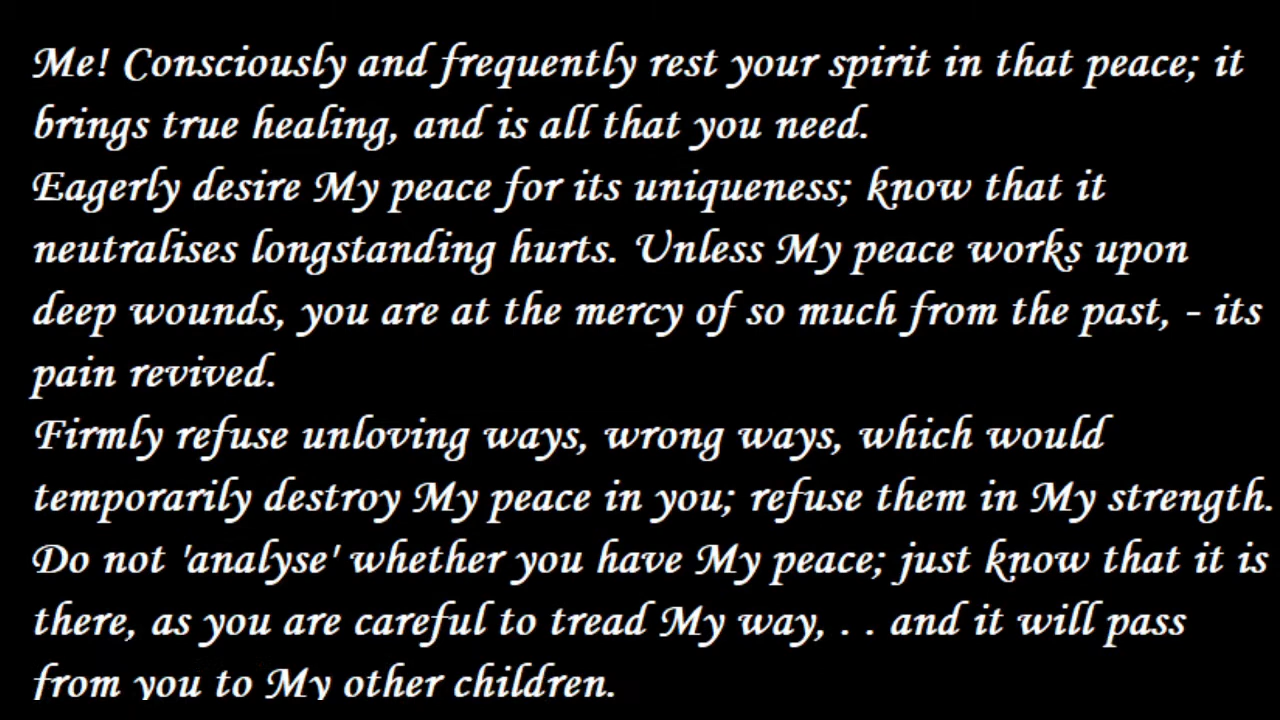 Me! Consciously and frequently rest your spirit in that peace; it
brings true healing, and is all that you need.
Eagerly desire My peace for its uniqueness; know that it
neutralises longstanding hurts. Unless My peace works upon
deep wounds, you are at the mercy of so much from the past, - its
pain revived.
Firmly refuse unloving ways, wrong ways, which would
temporarily destroy My peace in you; refuse them in My strength.
Do not 'analyse' whether you have My peace; just know that it is
there, as you are careful to tread My way, . . and it will pass
from you to My other children.